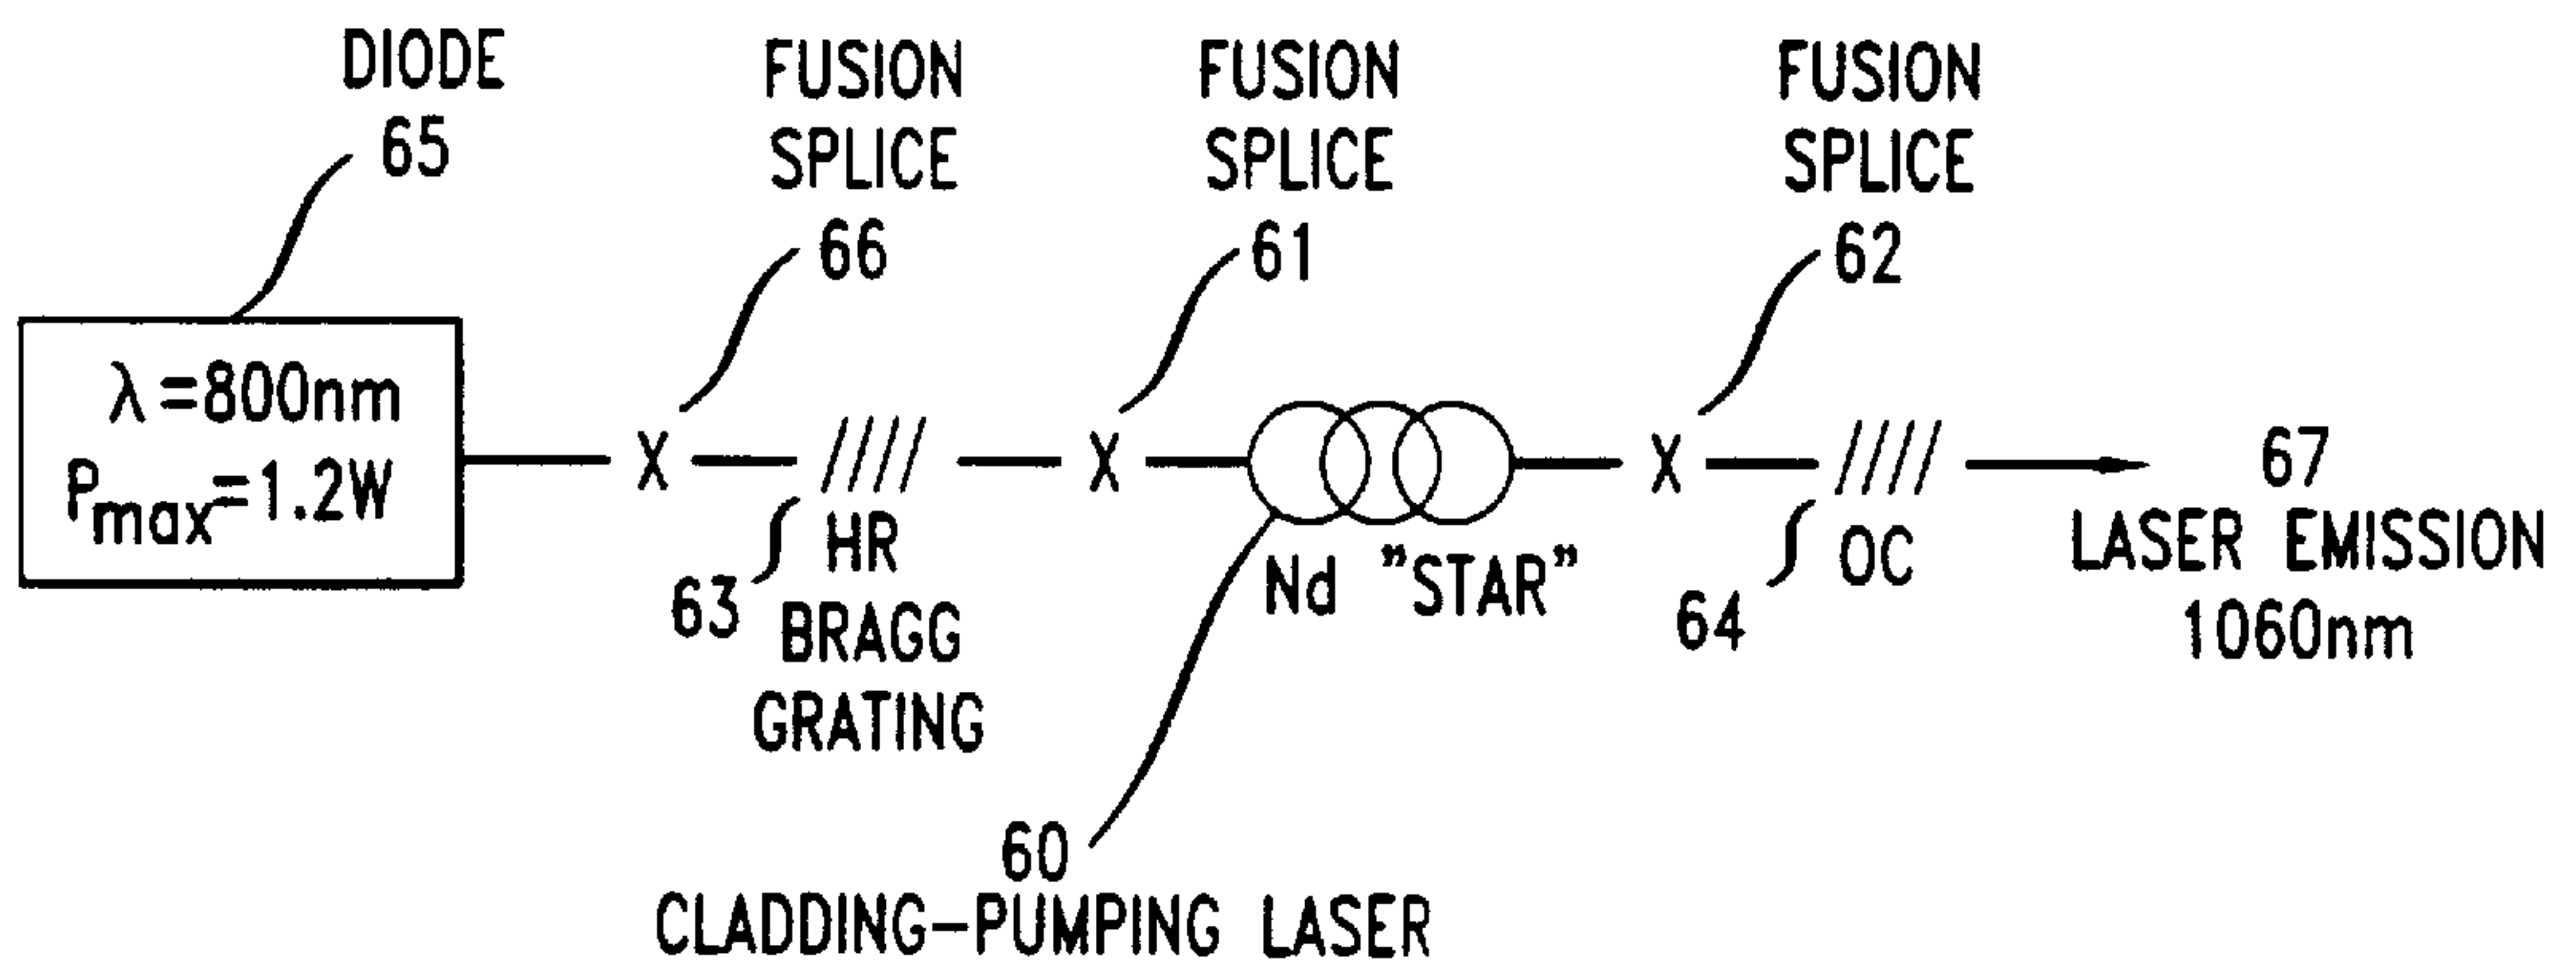 DIODE
65
FUSION
SPLICE
66
FUSION
SPLICE
61
FUSION
SPLICE
62
λ=800nm
Pmax=1.2W
X
X
X
63
HR
BRAGG
GRATING
Nd "STAR"
64
OC
67
LASER EMISSION
1060nm
60
CLADDING-PUMPING LASER